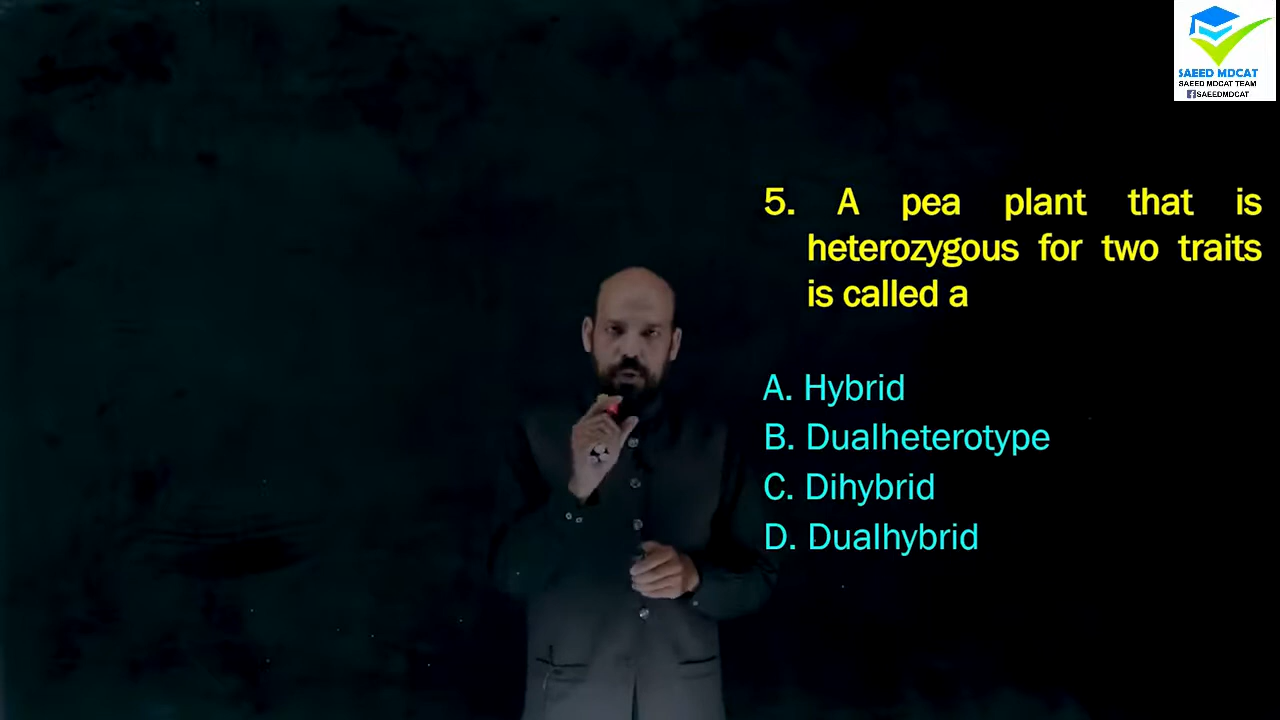 SAEED MDCAT
SAEED MDCAT TEAM
SAEEDMDCAT
5. A pea plant that is
heterozygous for two traits
is called a
A. Hybrid
B. Dualheterotype
C. Dihybrid
D. Dualhybrid